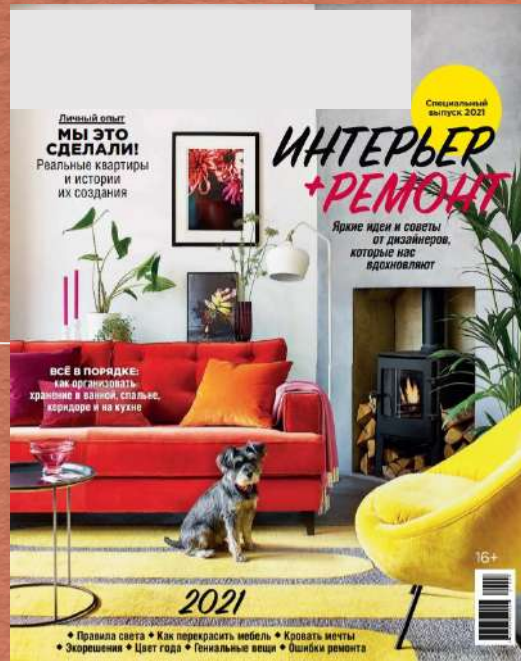 Специальный
выпуск 2021
Личный опыт
МЫ ЭТО
СДЕЛАЛИ!
Реальные квартиры
и истории
их создания
ИНТЕРЬЕР
+РЕМОНТ
Яркие идеи и советы
от дизайнеров,
которые нас
вдохновляют
ВСЁ В ПОРЯДКЕ:
как организовать
хранение в ванной, спальне,
коридоре и на кухне
16+
2021
◆ Правила света ◆ Как перекрасить мебель ◆ Кровать мечты
◆ Экорешения ◆ Цвет года ◆ Гениальные вещи ◆ Ошибки ремонта